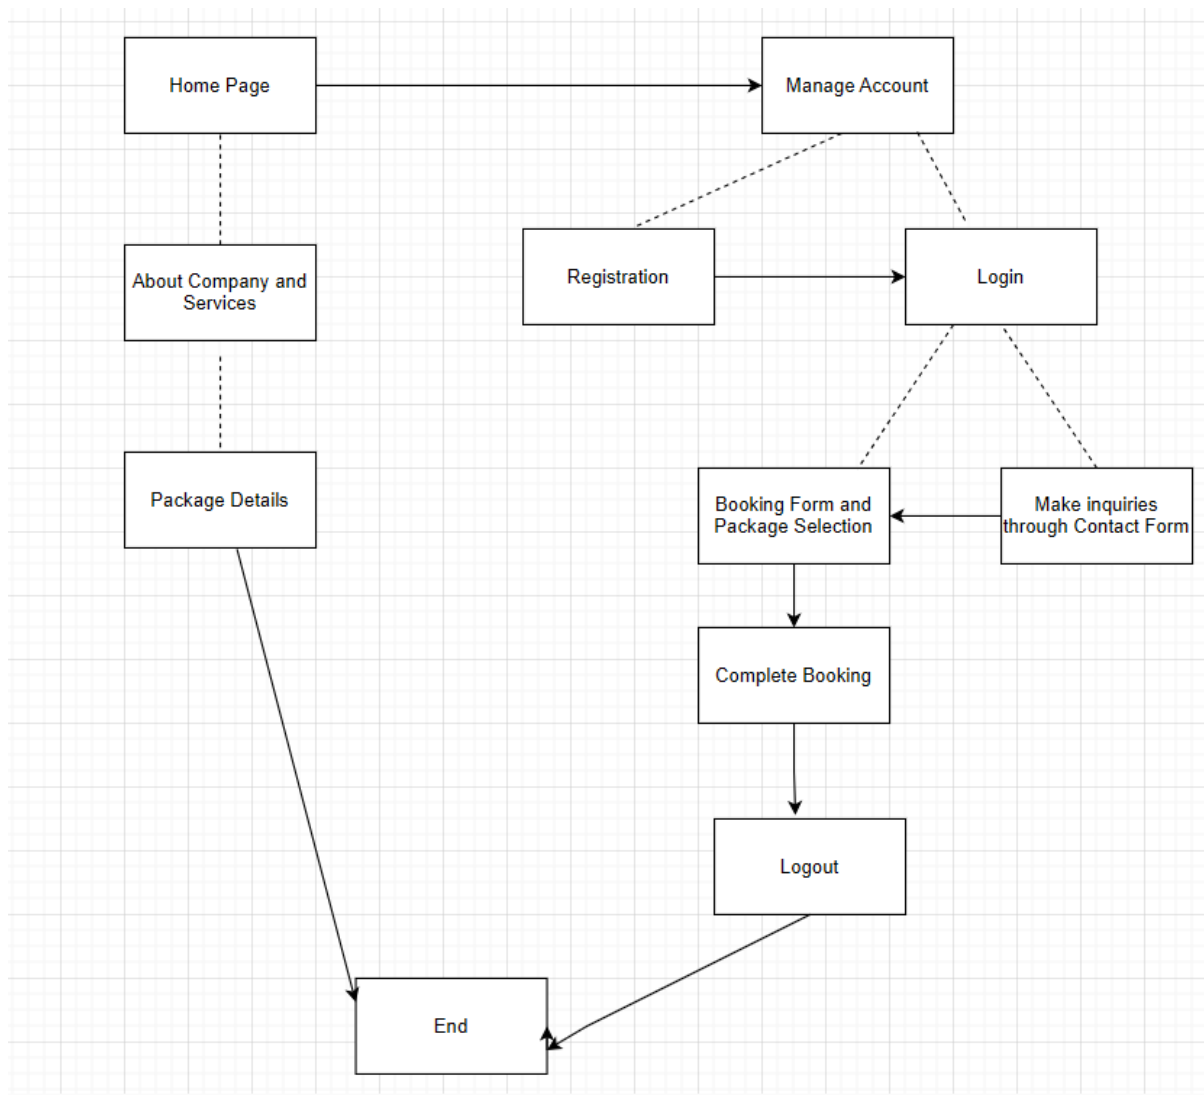 Home Page
Manage Account
About Company and
Services
Registration
Login
Package Details
Booking Form and
Package Selection
Make inquiries
through Contact Form
Complete Booking
Logout
End